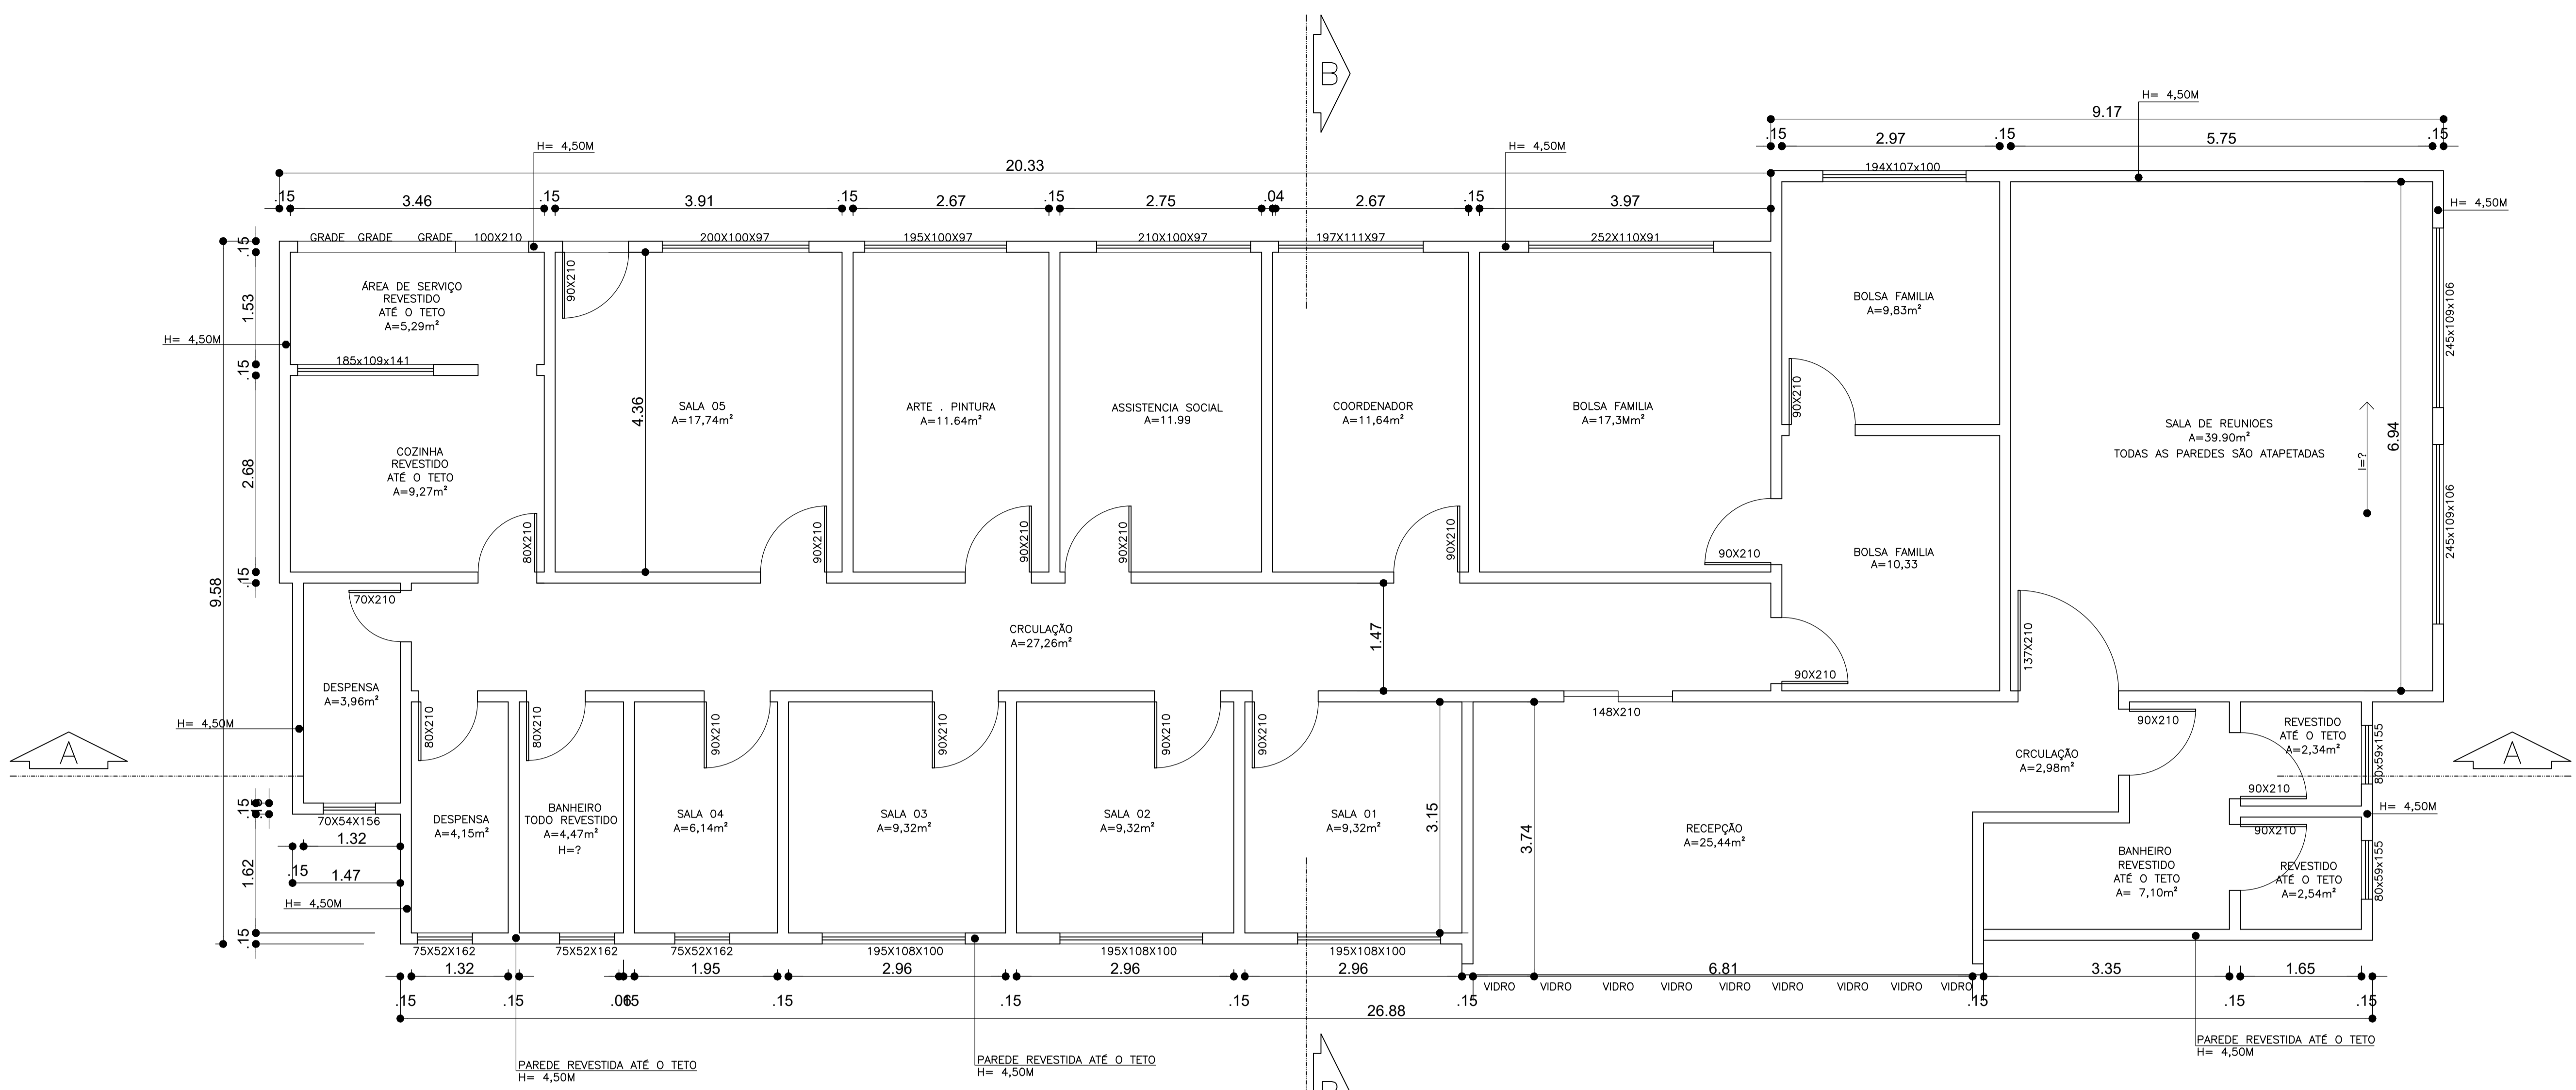 B
H= 4,50M
9.17
.15
2.97
.15
5.75
.15
H= 4,50M
H= 4,50M
20.33
194X107x100
.15
3.46
.15
3.91
.15
2.67
.15
2.75
.04
2.67
.15
3.97
H= 4,50M
GRADE GRADE GRADE 100X210
200X100X97
195X100X97
210X100X97
197X111X97
252X110X91
.15
1.53
.15
2.68
.15
9.58
90X210
ÁREA DE SERVIÇO
REVESTIDO
ATÉ O TETO
A=5,29m²
H= 4,50M
185x109x141
COZINHA
REVESTIDO
ATÉ O TETO
A=9,27m²
80X210
4.36
SALA 05
A=17,74m²
90X210
ARTE . PINTURA
A=11.64m²
90X210
ASSISTENCIA SOCIAL
A=11.99
90X210
COORDENADOR
A=11,64m²
90X210
BOLSA FAMILIA
A=17,3Mm²
90X210
BOLSA FAMILIA
A=9,83m²
90X210
BOLSA FAMILIA
A=10,33
90X210
SALA DE REUNIOES
A=39.90m²
TODAS AS PAREDES SÃO ATAPETADAS
I=?
6.94
245x109x106
245x109x106
137X210
70X210
CRCULAÇÃO
A=27,26m²
1.47
DESPENSA
A=3,96m²
H= 4,50M
A
70X54X156
.15
1.32
.15
1.47
1.62
.15
H= 4,50M
80X210
DESPENSA
A=4,15m²
80X210
BANHEIRO
TODO REVESTIDO
A=4,47m²
H=?
90X210
SALA 04
A=6,14m²
90X210
SALA 03
A=9,32m²
90X210
SALA 02
A=9,32m²
90X210
SALA 01
A=9,32m²
3.15
3.74
148X210
RECEPÇÃO
A=25,44m²
CRCULAÇÃO
A=2,98m²
90X210
REVESTIDO
ATÉ O TETO
A=2,34m²
80x59x155
90X210
A
H= 4,50M
90X210
BANHEIRO
REVESTIDO
ATÉ O TETO
A= 7,10m²
REVESTIDO
ATÉ O TETO
A=2,54m²
80x59x155
75X52X162
75X52X162
75X52X162
195X108X100
195X108X100
195X108X100
1.32
1.95
2.96
2.96
2.96
6.81
3.35
1.65
VIDRO VIDRO VIDRO VIDRO VIDRO VIDRO VIDRO VIDRO VIDRO
.15
.15
.15
.15
.15
.15
.15
.15
.15
26.88
PAREDE REVESTIDA ATÉ O TETO
H= 4,50M
PAREDE REVESTIDA ATÉ O TETO
H= 4,50M
PAREDE REVESTIDA ATÉ O TETO
H= 4,50M